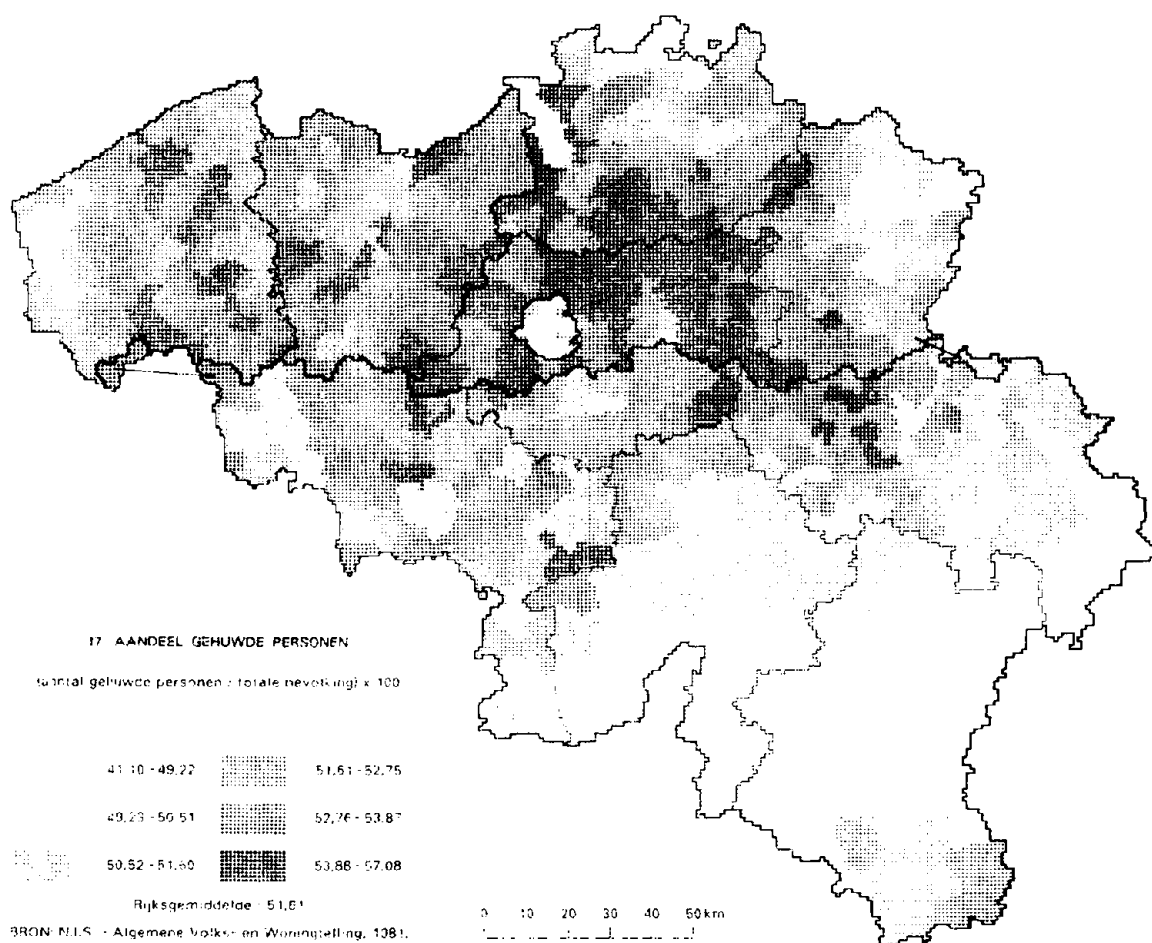 17 AANDEEL GEHUWDE PERSONEN
(aantal gehuwde personen : totale bevolking) x 100
41,10 - 49,22 51,61 - 52,75
49,23 - 50,51 52,76 - 53,87
50,52 - 51,60 53,88 - 57,08
Rijksgemiddelde - 51,61
BRON: N.I.S. - Algemene Volks- en Woningtelling, 1981.
0 10 20 30 40 50 km